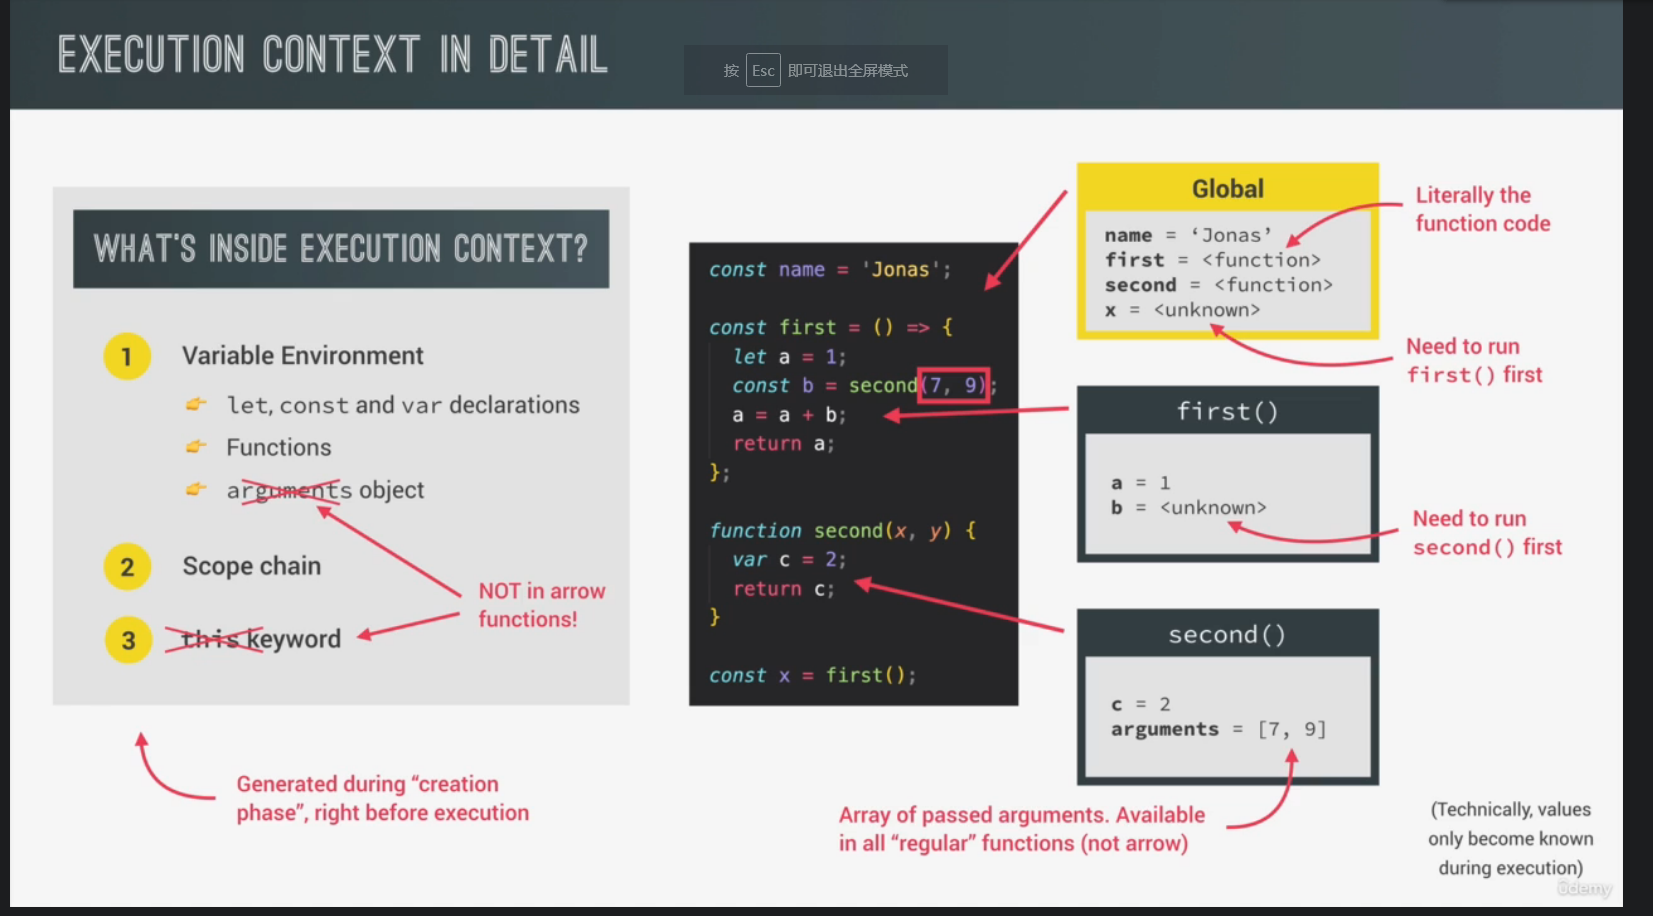 EXECUTION CONTEXT IN DETAIL
按 Esc 即可退出全屏模式
WHAT'S INSIDE EXECUTION CONTEXT?
1 Variable Environment
👉 let, const and var declarations
👉 Functions
👉 arguments object
2 Scope chain
3 this keyword
NOT in arrow
functions!
Generated during “creation
phase”, right before execution
const name = 'Jonas';
const first = () => {
let a = 1;
const b = second(7, 9);
a = a + b;
return a;
};
function second(x, y) {
var c = 2;
return c;
}
const x = first();
Global
name = ‘Jonas’
first = <function>
second = <function>
x = <unknown>
Literally the
function code
Need to run
first() first
first()
a = 1
b = <unknown>
Need to run
second() first
second()
c = 2
arguments = [7, 9]
Array of passed arguments. Available
in all “regular” functions (not arrow)
(Technically, values
only become known
during execution)
Udemy